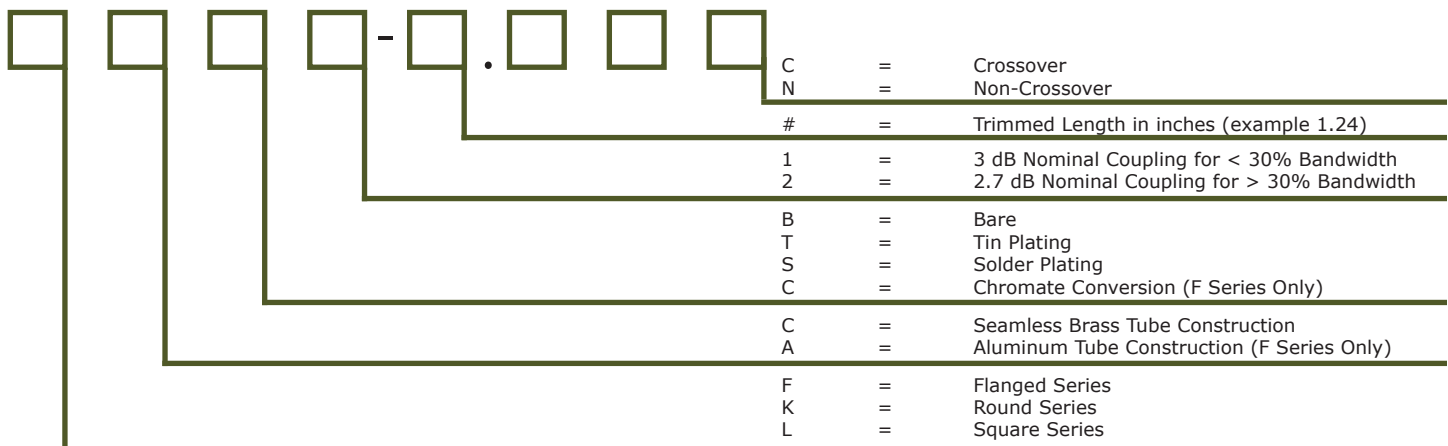 - .
C = Crossover
N = Non-Crossover
# = Trimmed Length in inches (example 1.24)
1 = 3 dB Nominal Coupling for < 30% Bandwidth
2 = 2.7 dB Nominal Coupling for > 30% Bandwidth
B = Bare
T = Tin Plating
S = Solder Plating
C = Chromate Conversion (F Series Only)
C = Seamless Brass Tube Construction
A = Aluminum Tube Construction (F Series Only)
F = Flanged Series
K = Round Series
L = Square Series